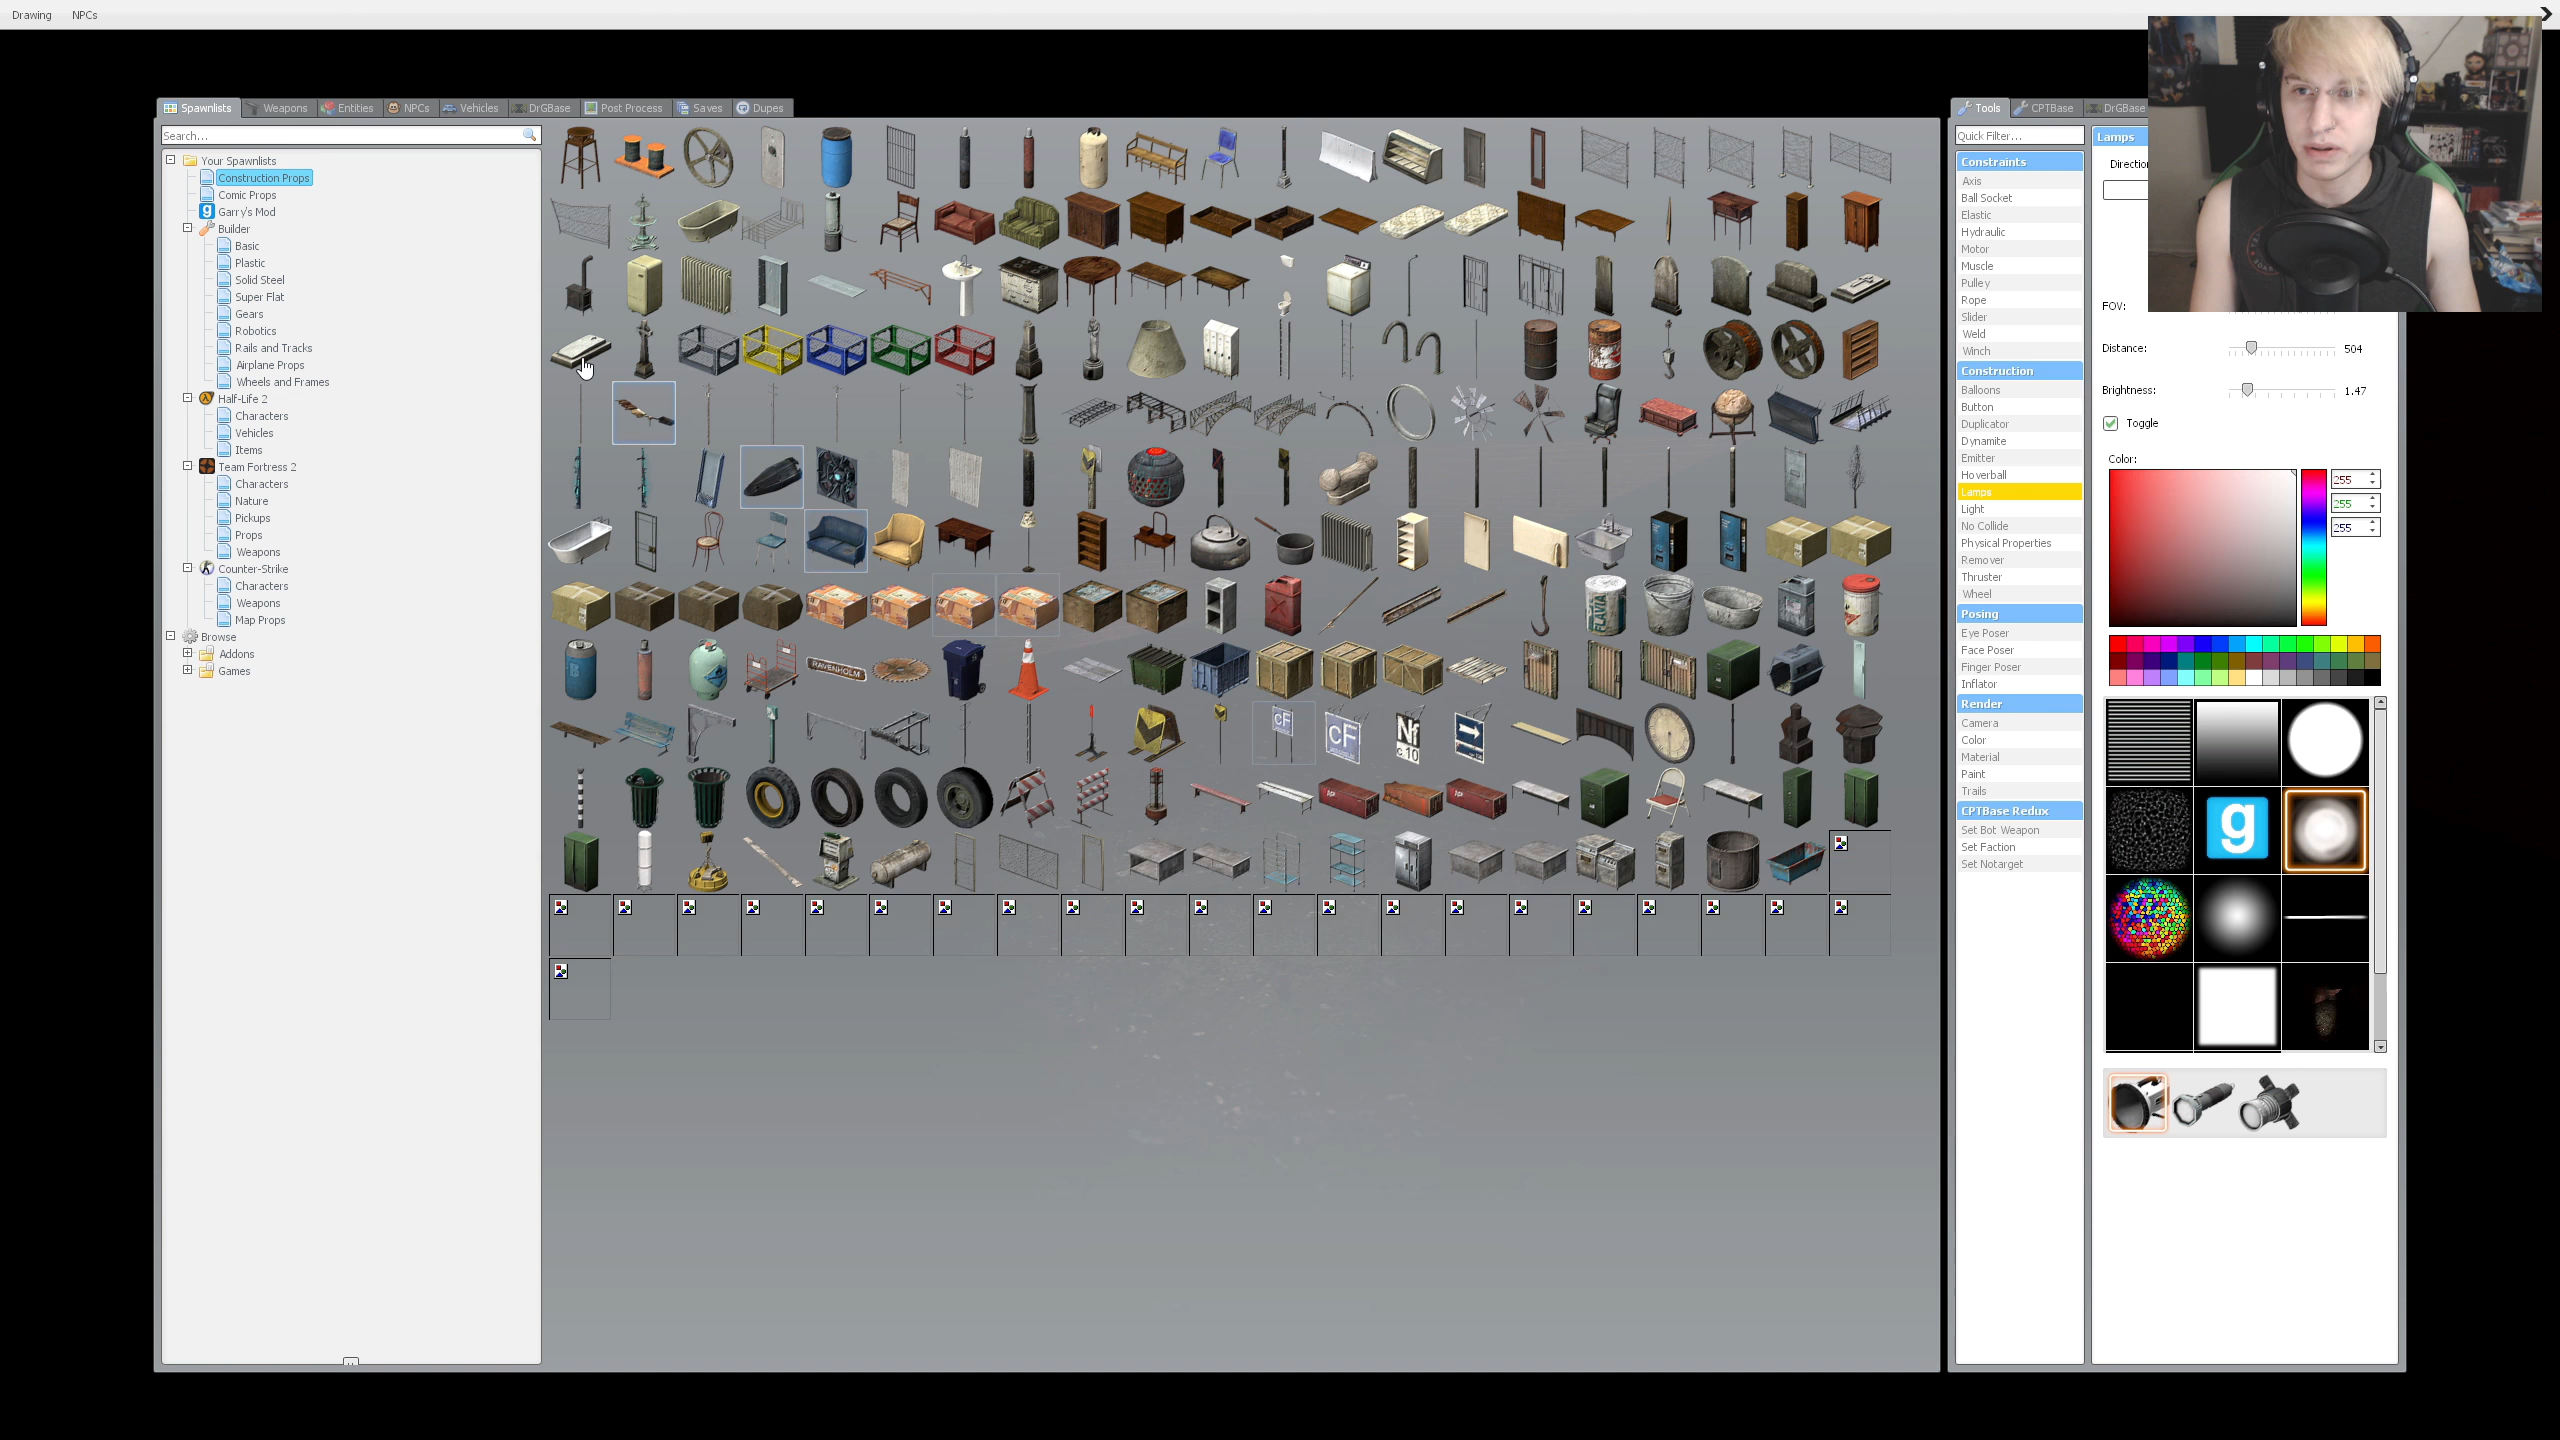 Drawing NPCs
Spawnlists Weapons Entities NPCs Vehicles DrGBase Post Process Saves Dupes
Search...
Your Spawnlists
Construction Props
Comic Props
g Garry's Mod
Builder
Basic
Plastic
Solid Steel
Super Flat
Gears
Robotics
Rails and Tracks
Airplane Props
Wheels and Frames
Half-Life 2
Characters
Vehicles
Items
Team Fortress 2
Characters
Nature
Pickups
Props
Weapons
Counter-Strike
Characters
Weapons
Map Props
Browse
Addons
Games
RAVENHOLM
cF
cF
Tools CPTBase DrGBase
Quick Filter...
Constraints
Axis
Ball Socket
Elastic
Hydraulic
Motor
Muscle
Pulley
Rope
Slider
Weld
Winch
Construction
Balloons
Button
Duplicator
Dynamite
Emitter
Hoverball
Lamps
Light
No Collide
Physical Properties
Remover
Thruster
Wheel
Posing
Eye Poser
Face Poser
Finger Poser
Inflator
Render
Camera
Color
Material
Paint
Trails
CPTBase Redux
Set Bot Weapon
Set Faction
Set Notarget
Lamps
Directio
FOV:
Distance: 504
Brightness: 1.47
Toggle
Color:
255
255
255
g